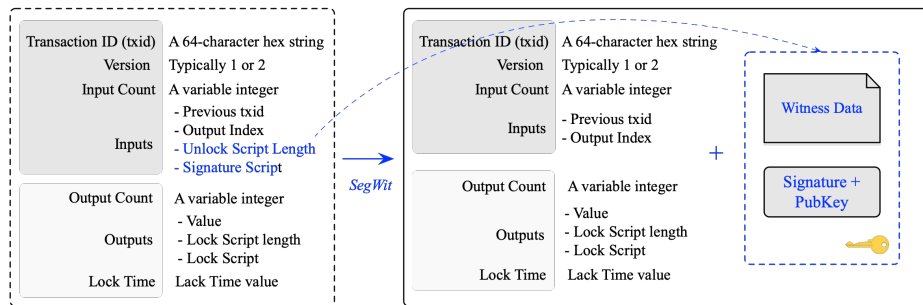 Transaction ID (txid) A 64-character hex string
Version Typically 1 or 2
Input Count A variable integer
- Previous txid
- Output Index
Inputs
- Unlock Script Length
- Signature Script
Output Count A variable integer
- Value
Outputs - Lock Script length
- Lock Script
Lock Time Lack Time value
SegWit
Transaction ID (txid) A 64-character hex string
Version Typically 1 or 2
Input Count A variable integer
- Previous txid
Inputs
- Output Index
Output Count A variable integer
- Value
Outputs - Lock Script length
- Lock Script
Lock Time Lack Time value
+
Witness Data
Signature +
PubKey